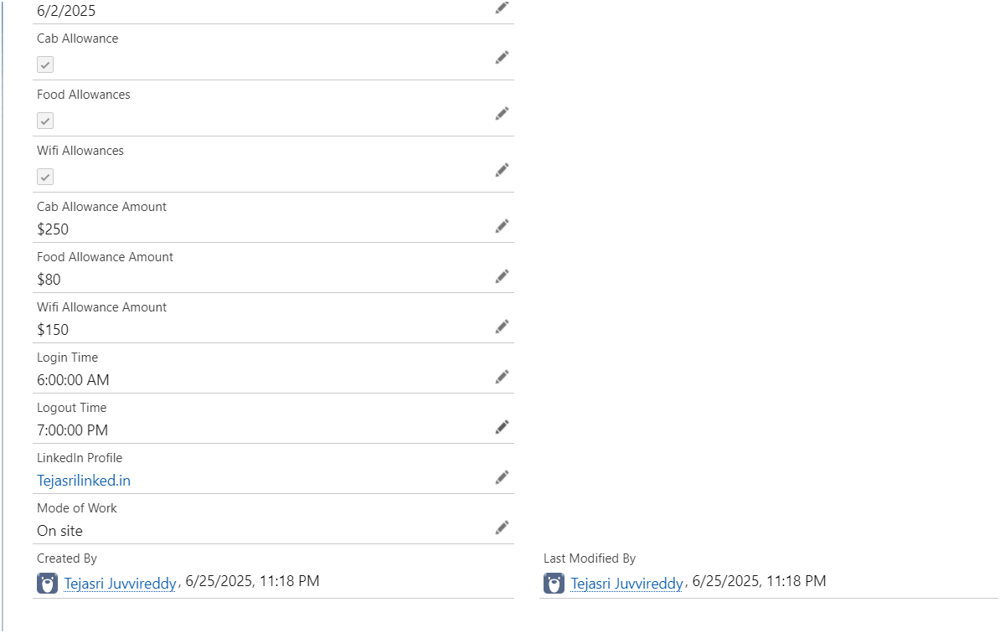 6/2/2025
Cab Allowance
Food Allowances
Wifi Allowances
Cab Allowance Amount
$250
Food Allowance Amount
$80
Wifi Allowance Amount
$150
Login Time
6:00:00 AM
Logout Time
7:00:00 PM
LinkedIn Profile
Tejasrilinked.in
Mode of Work
On site
Created By
Tejasri Juvvireddy, 6/25/2025, 11:18 PM
Last Modified By
Tejasri Juvvireddy, 6/25/2025, 11:18 PM